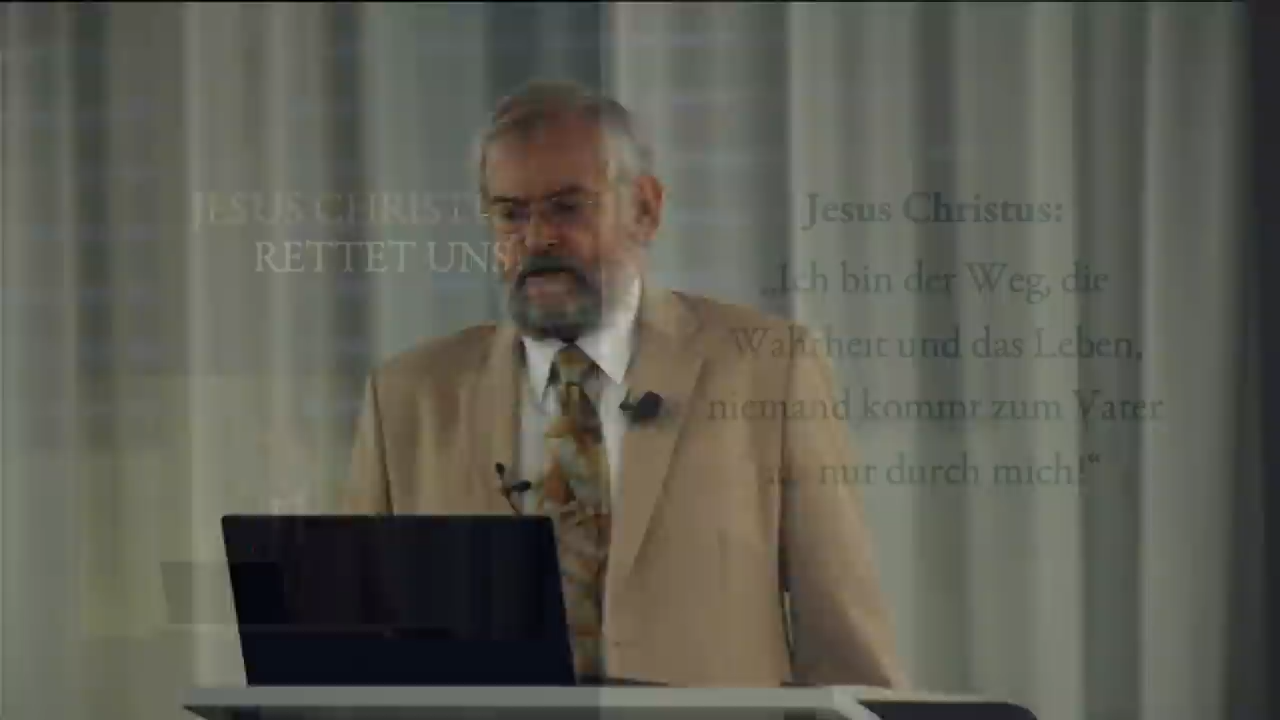 JESUS CHRISTUS
RETTET UNS
Jesus Christus:
„Ich bin der Weg, die
Wahrheit und das Leben,
niemand kommt zum Vater
nur durch mich!“